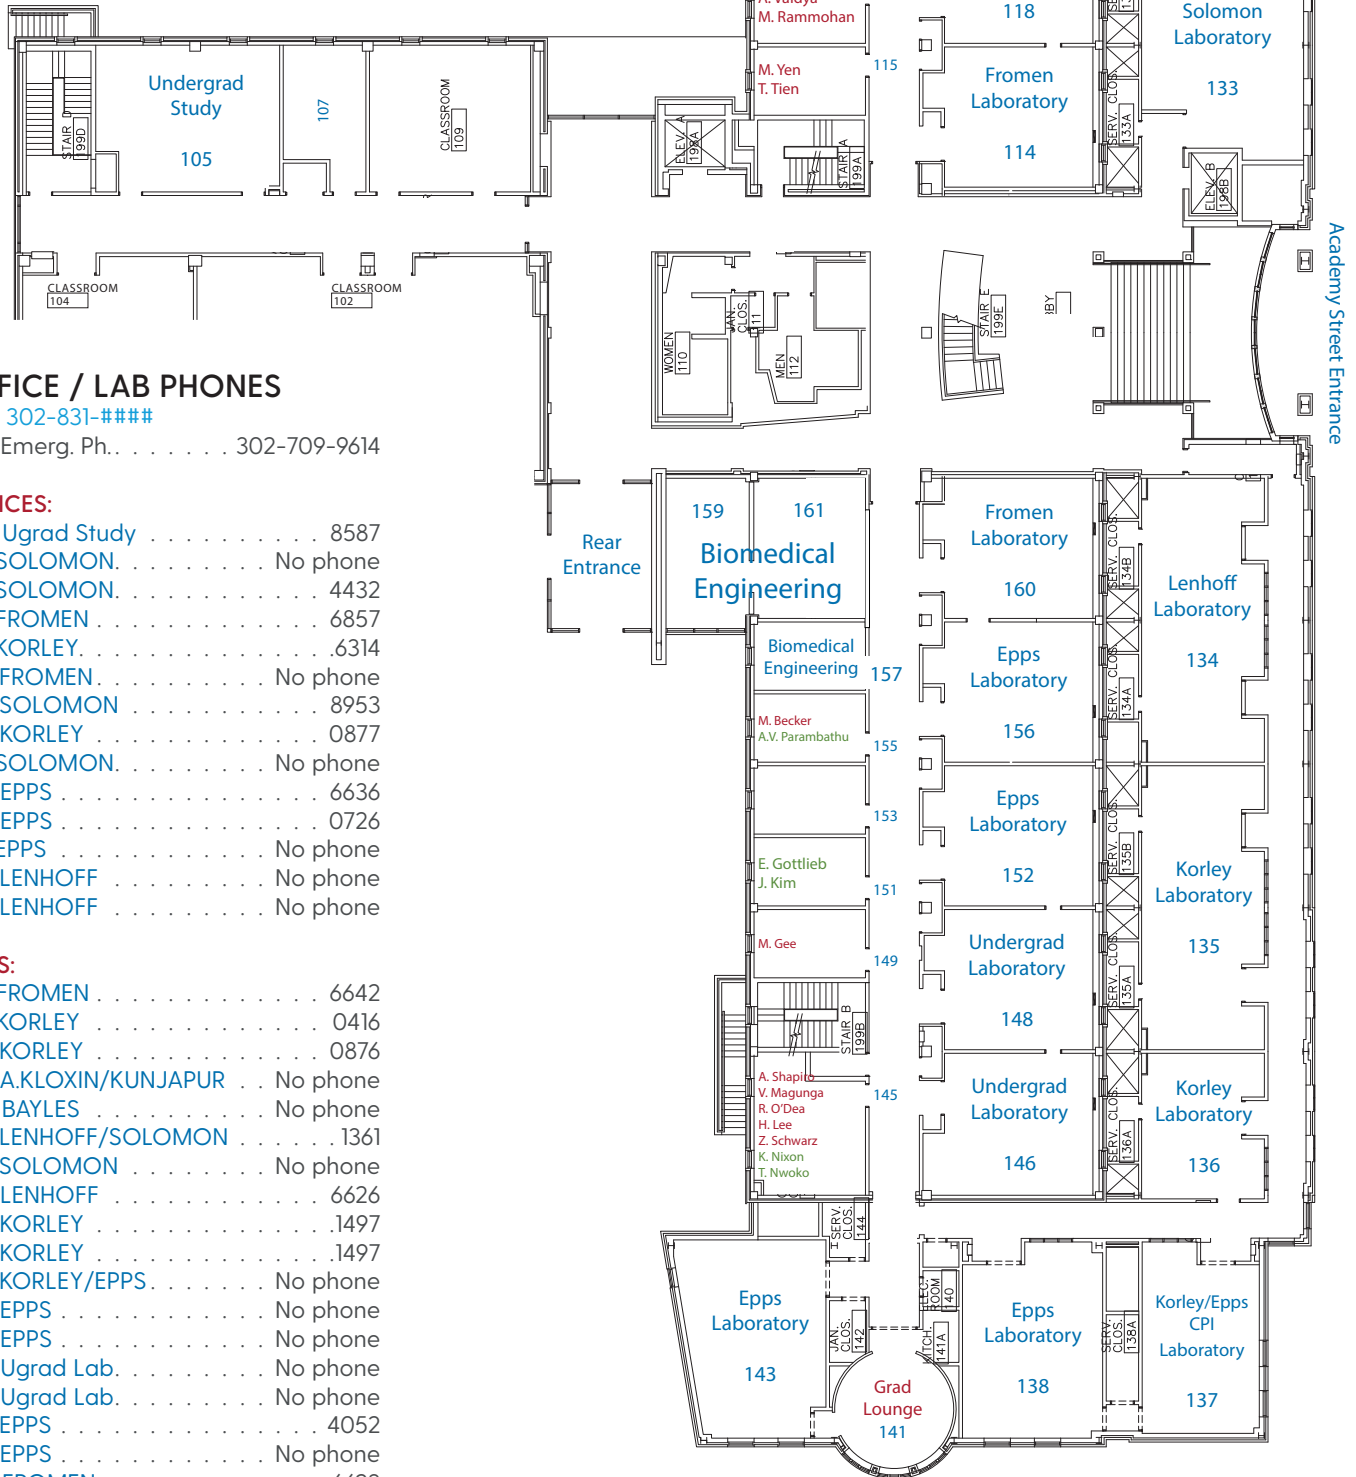 M. Rammohan
118
Solomon
Laboratory
133
M. Yen
T. Tien
115
Fromen
Laboratory
114
SERV. CLOS.
133A
Undergrad
Study
105
107
CLASSROOM
109
STAIR D
199D
ELEV. A
198A
STAIR A
199A
ELEV. B
198B
Academy Street Entrance
CLASSROOM
104
CLASSROOM
102
WOMEN
110
JAN. CLOS.
111
MEN
112
STAIR E
199E
FICE / LAB PHONES
302-831-####
Emerg. Ph.. . . . . . . 302-709-9614
ICES:
Ugrad Study . . . . . . . . . . . 8587
SOLOMON. . . . . . . . . . No phone
SOLOMON. . . . . . . . . . . . . 4432
FROMEN . . . . . . . . . . . . . . 6857
KORLEY. . . . . . . . . . . . . . .6314
FROMEN . . . . . . . . . . . No phone
SOLOMON . . . . . . . . . . . . 8953
KORLEY . . . . . . . . . . . . . . 0877
SOLOMON. . . . . . . . . . No phone
EPPS . . . . . . . . . . . . . . . . 6636
EPPS . . . . . . . . . . . . . . . . 0726
EPPS . . . . . . . . . . . . . No phone
LENHOFF . . . . . . . . . . No phone
LENHOFF . . . . . . . . . . No phone
S:
FROMEN . . . . . . . . . . . . . . 6642
KORLEY . . . . . . . . . . . . . . 0416
KORLEY . . . . . . . . . . . . . . 0876
A.KLOXIN/KUNJAPUR . . No phone
BAYLES . . . . . . . . . . . No phone
LENHOFF/SOLOMON . . . . . . 1361
SOLOMON . . . . . . . . . No phone
LENHOFF . . . . . . . . . . . . . 6626
KORLEY . . . . . . . . . . . . . . .1497
KORLEY . . . . . . . . . . . . . . .1497
KORLEY/EPPS . . . . . . . . No phone
EPPS . . . . . . . . . . . . . No phone
EPPS . . . . . . . . . . . . . No phone
Ugrad Lab. . . . . . . . . . No phone
Ugrad Lab. . . . . . . . . . No phone
EPPS . . . . . . . . . . . . . . . . 4052
EPPS . . . . . . . . . . . . . No phone
Rear
Entrance
159
161
Biomedical
Engineering
Biomedical
Engineering
157
M. Becker
A.V. Parambathu
155
153
E. Gottlieb
J. Kim
151
M. Gee
149
STAIR B
199B
A. Shapiro
V. Magunga
R. O'Dea
H. Lee
Z. Schwarz
K. Nixon
T. Nwoko
145
Fromen
Laboratory
160
Epps
Laboratory
156
Epps
Laboratory
152
Undergrad
Laboratory
148
Undergrad
Laboratory
146
SERV. CLOS.
134B
SERV. CLOS.
134A
SERV. CLOS.
135B
SERV. CLOS.
135A
SERV. CLOS.
136A
Lenhoff
Laboratory
134
Korley
Laboratory
135
Korley
Laboratory
136
SERV.
CLOS.
144
Epps
Laboratory
143
JAN.
CLOS.
142
ROOM
140
141A
Grad
Lounge
141
Epps
Laboratory
138
SERV.
CLOS.
138A
Korley/Epps
CPI
Laboratory
137